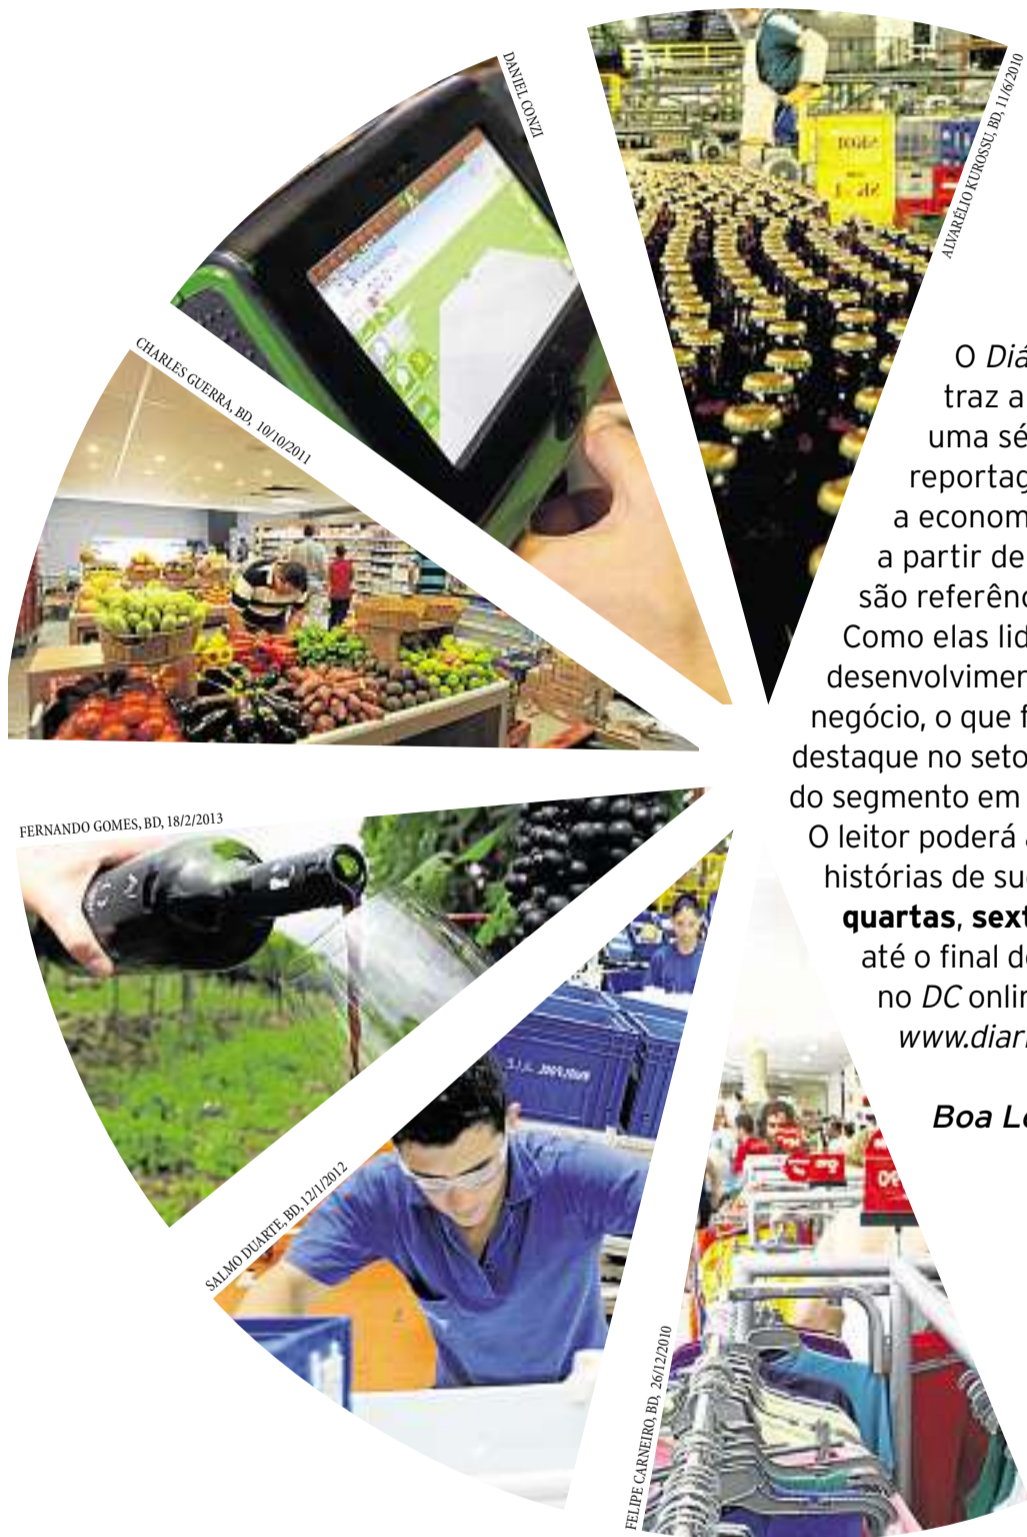 DANIEL CONZI
ALVARÉLIO KUROSSU, BD, 11/6/2010
CHARLES GUERRA, BD, 10/10/2011
FERNANDO GOMES, BD, 18/2/2013
SALMO DUARTE, BD, 12/1/2012
FELIPE CARNEIRO, BD, 26/12/2010
O Diá
traz a
uma sé
reportag
a econom
a partir de
são referênc
Como elas lid
desenvolvimen
negócio, o que f
destaque no seto
do segmento em
O leitor poderá a
histórias de su
quartas, sext
até o final d
no DC onlin
www.diari
Boa Le